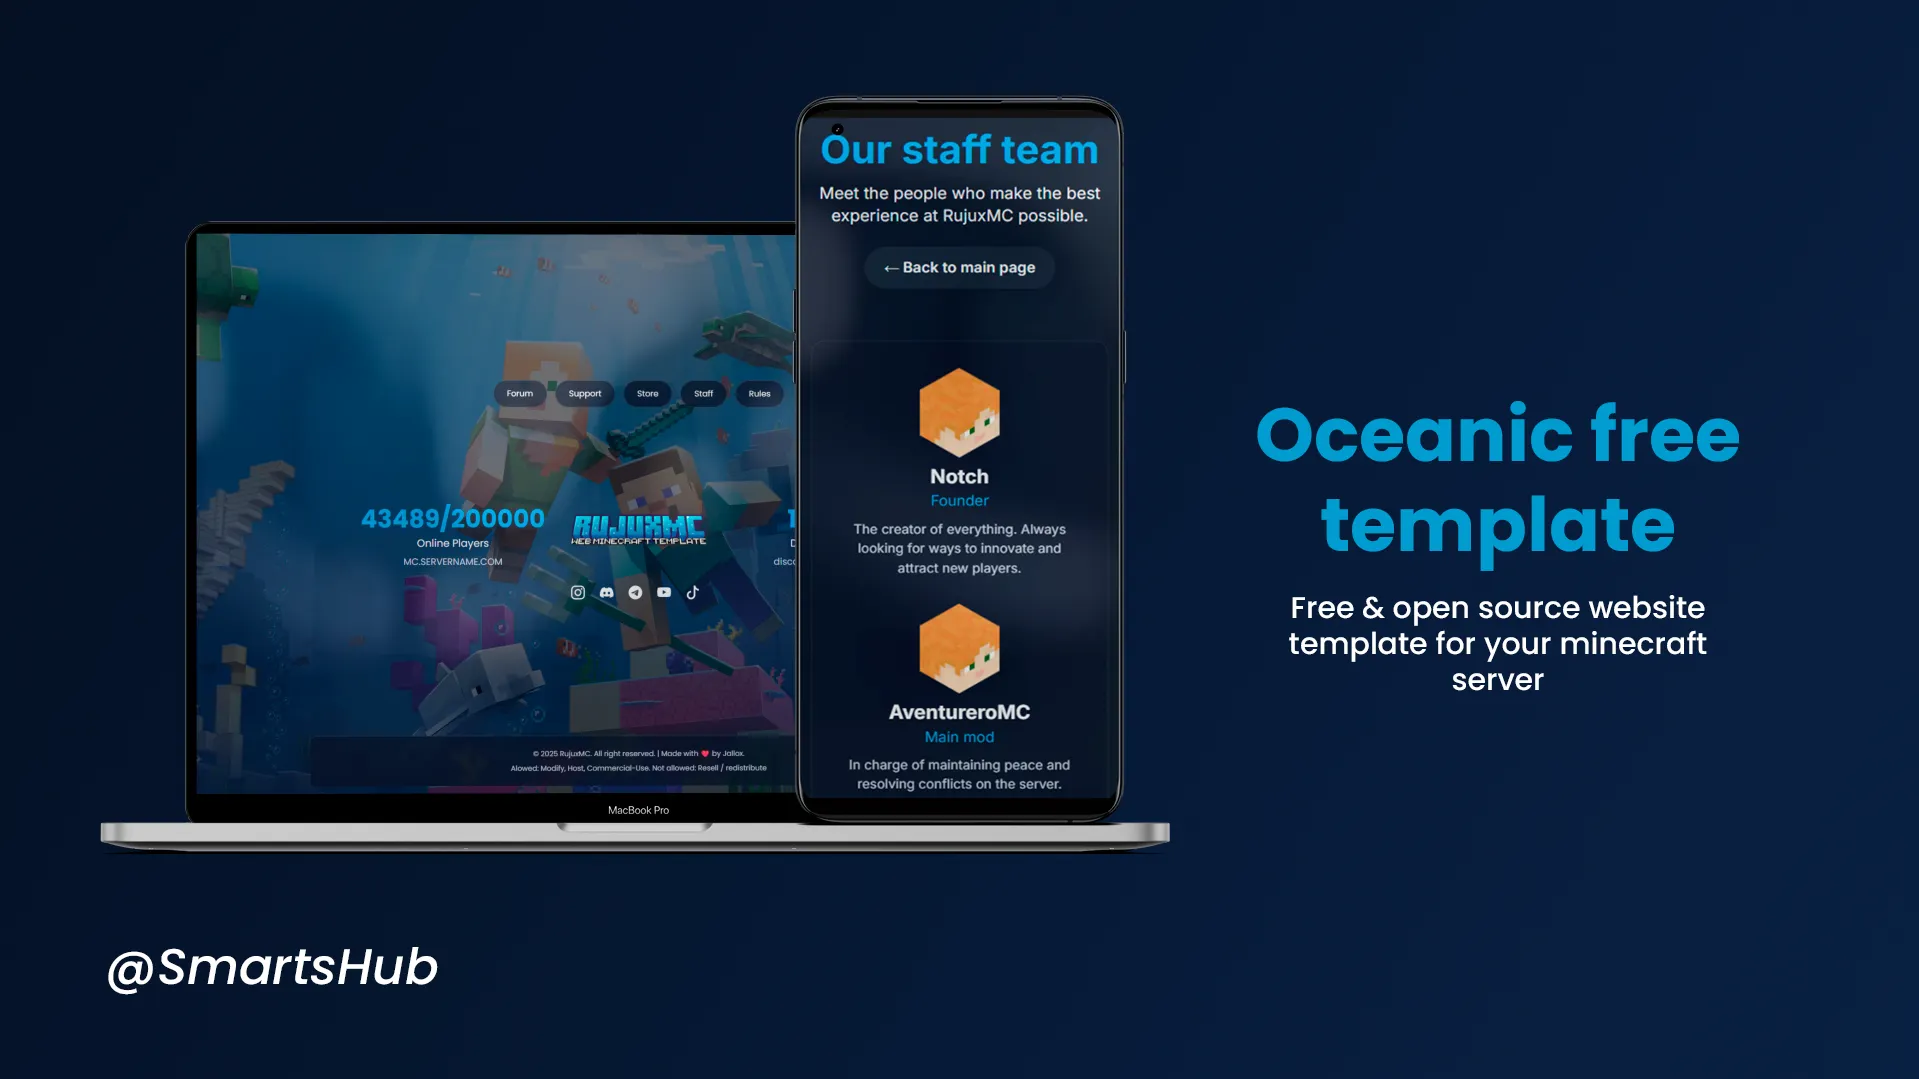 Our staff team
Meet the people who make the best
experience at RujuxMC possible.
← Back to main page
Notch
Founder
The creator of everything. Always
looking for ways to innovate and
attract new players.
AventureroMC
Main mod
In charge of maintaining peace and
resolving conflicts on the server.
Forum Support Store Staff Rules
43489/200000
Online Players
MC.SERVERNAME.COM
RUJUXMC
WEB MINECRAFT TEMPLATE
1
D
disco
© 2025 RujuxMC. All right reserved. | Made with ❤ by Jallox.
Alowed: Modify, Host, Commercial-Use. Not allowed: Resell / redistribute
MacBook Pro
Oceanic free
template
Free & open source website
template for your minecraft
server
@SmartsHub